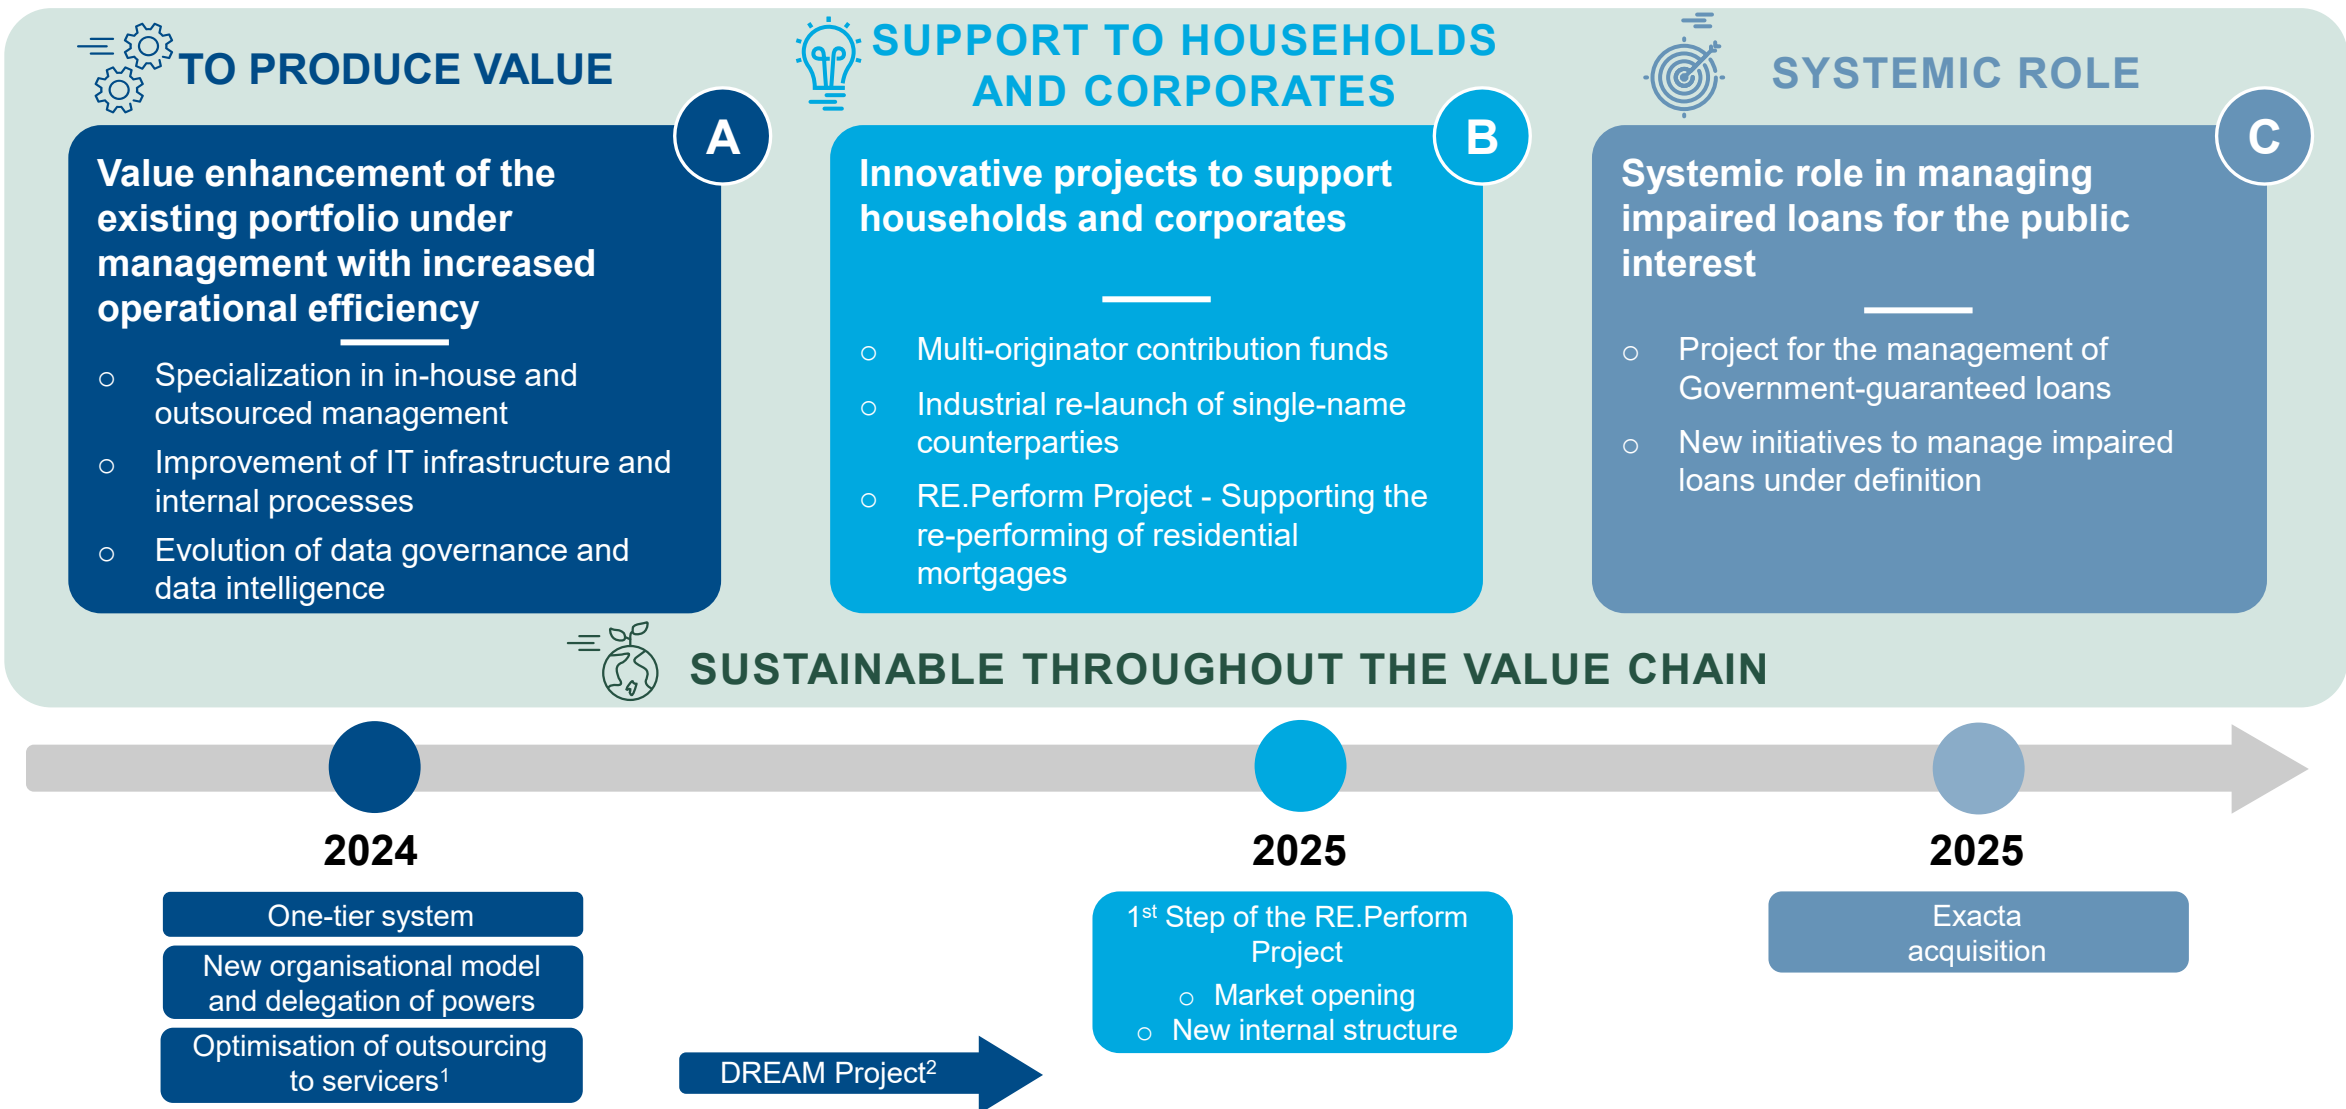 TO PRODUCE VALUE
A
Value enhancement of the
existing portfolio under
management with increased
operational efficiency
Specialization in in-house and
outsourced management
Improvement of IT infrastructure and
internal processes
Evolution of data governance and
data intelligence
SUPPORT TO HOUSEHOLDS
AND CORPORATES
B
Innovative projects to support
households and corporates
Multi-originator contribution funds
Industrial re-launch of single-name
counterparties
RE.Perform Project - Supporting the
re-performing of residential
mortgages
SYSTEMIC ROLE
C
Systemic role in managing
impaired loans for the public
interest
Project for the management of
Government-guaranteed loans
New initiatives to manage impaired
loans under definition
SUSTAINABLE THROUGHOUT THE VALUE CHAIN
2024
One-tier system
New organisational model
and delegation of powers
Optimisation of outsourcing
to servicers¹
DREAM Project²
2025
1st Step of the RE.Perform
Project
Market opening
New internal structure
2025
Exacta
acquisition